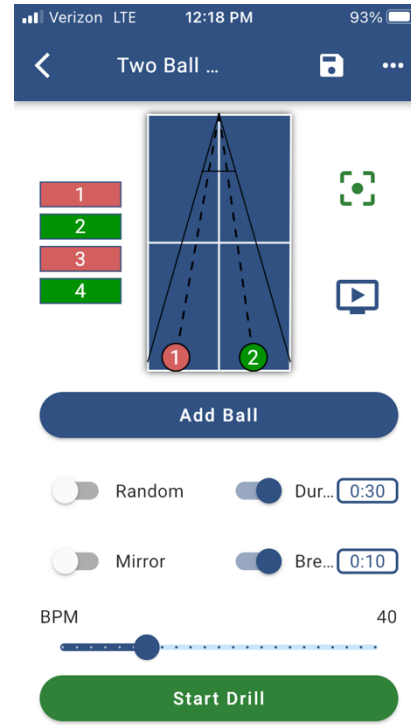 Verizon LTE 12:18 PM 93%
Two Ball ...
1
2
3
4
1 2
Add Ball
Random Dur... 0:30
Mirror Bre... 0:10
BPM 40
Start Drill